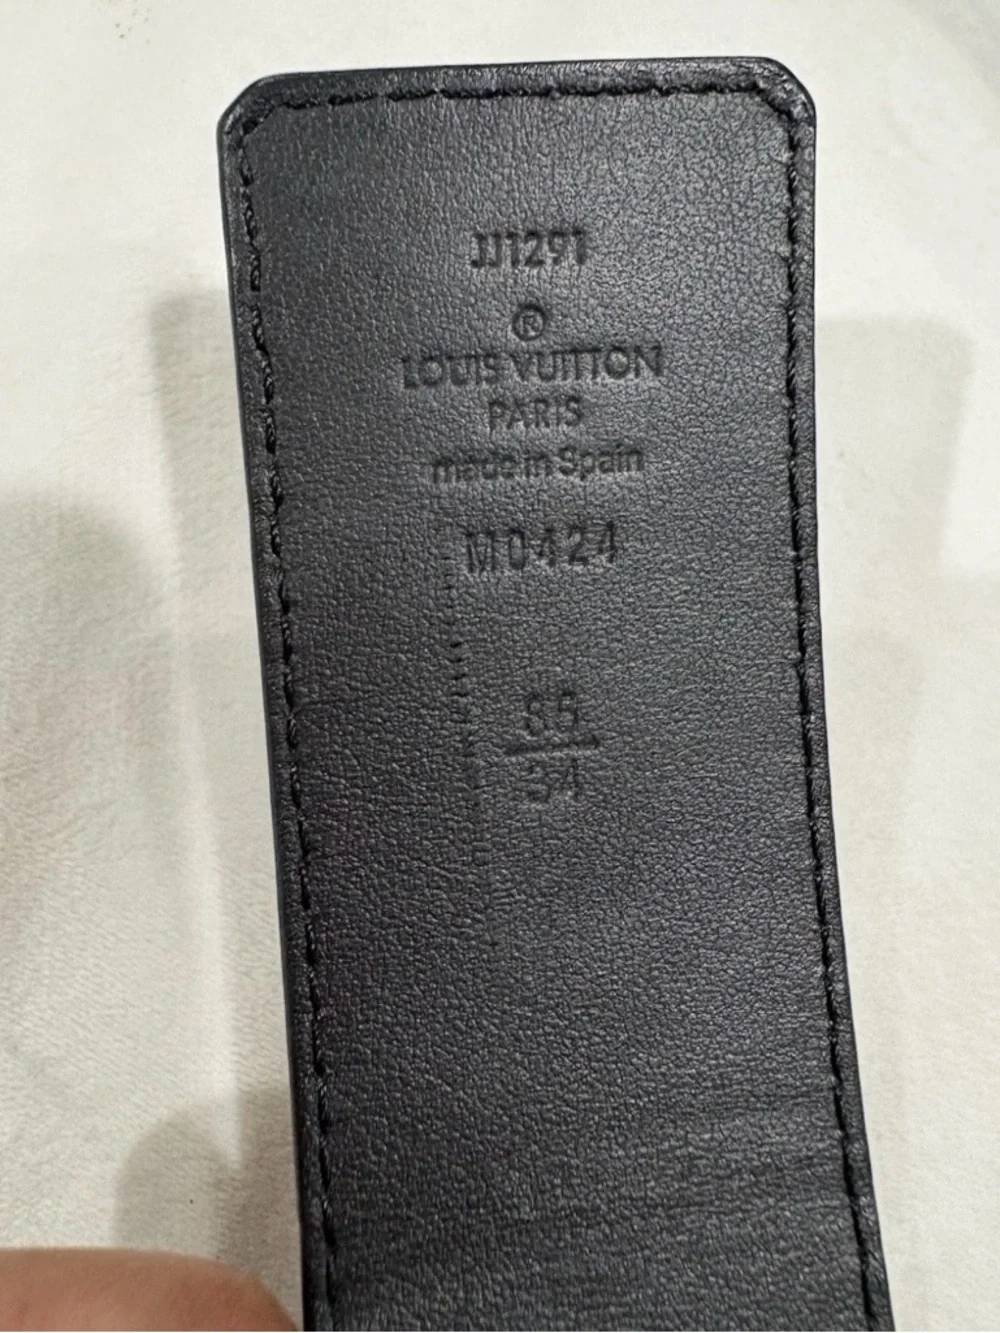 JJ1291
®
LOUIS VUITTON
PARIS
made in Spain
M0424
85
34